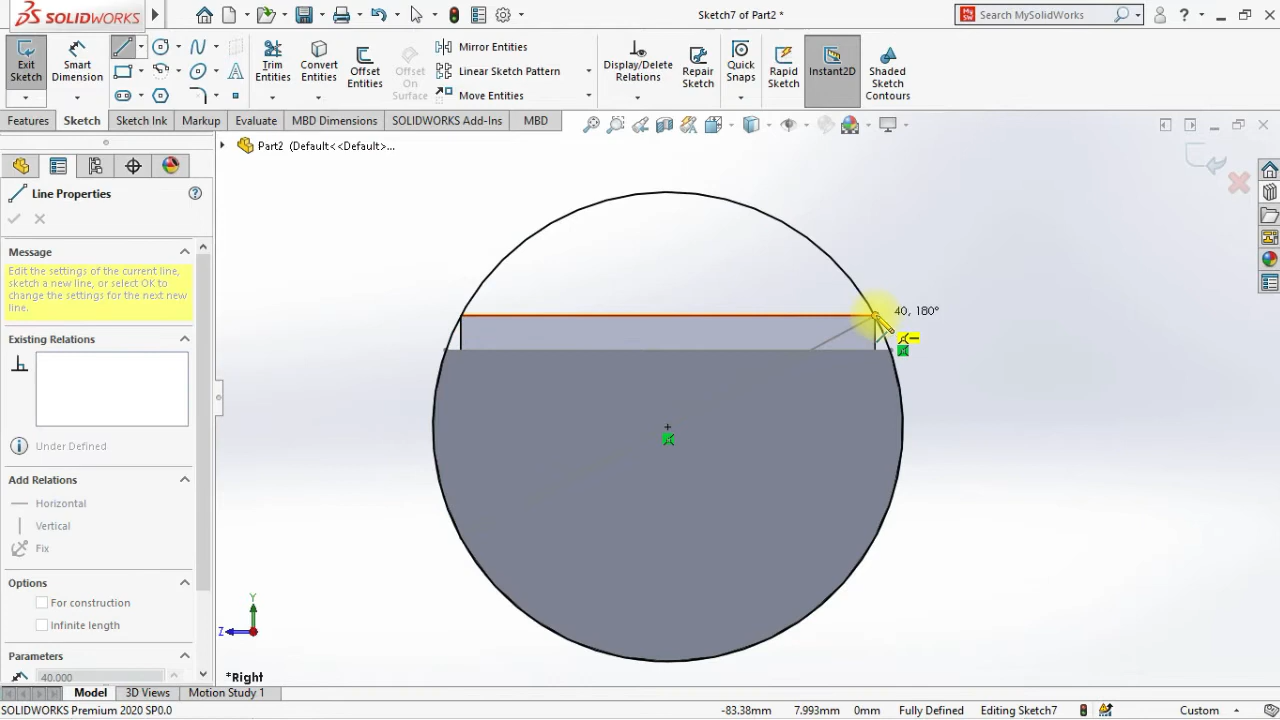 SOLIDWORKS
Sketch7 of Part2 *
Search MySolidWorks
?
Exit Sketch
Smart Dimension
Trim Entities
Convert Entities
Offset Entities
Offset On Surface
Mirror Entities
Linear Sketch Pattern
Move Entities
Display/Delete Relations
Repair Sketch
Quick Snaps
Rapid Sketch
Instant2D
Shaded Sketch Contours
Features
Sketch
Sketch Ink
Markup
Evaluate
MBD Dimensions
SOLIDWORKS Add-Ins
MBD
Part2 (Default<<Default>...
Line Properties
Message
Edit the settings of the current line,
sketch a new line, or select OK to
change the settings for the next new
line.
Existing Relations
Under Defined
Add Relations
Horizontal
Vertical
Fix
Options
For construction
Infinite length
Parameters
40.000
40, 180°
Y
Z
*Right
Model
3D Views
Motion Study 1
SOLIDWORKS Premium 2020 SP0.0
-83.38mm
7.993mm
0mm
Fully Defined
Editing Sketch7
Custom